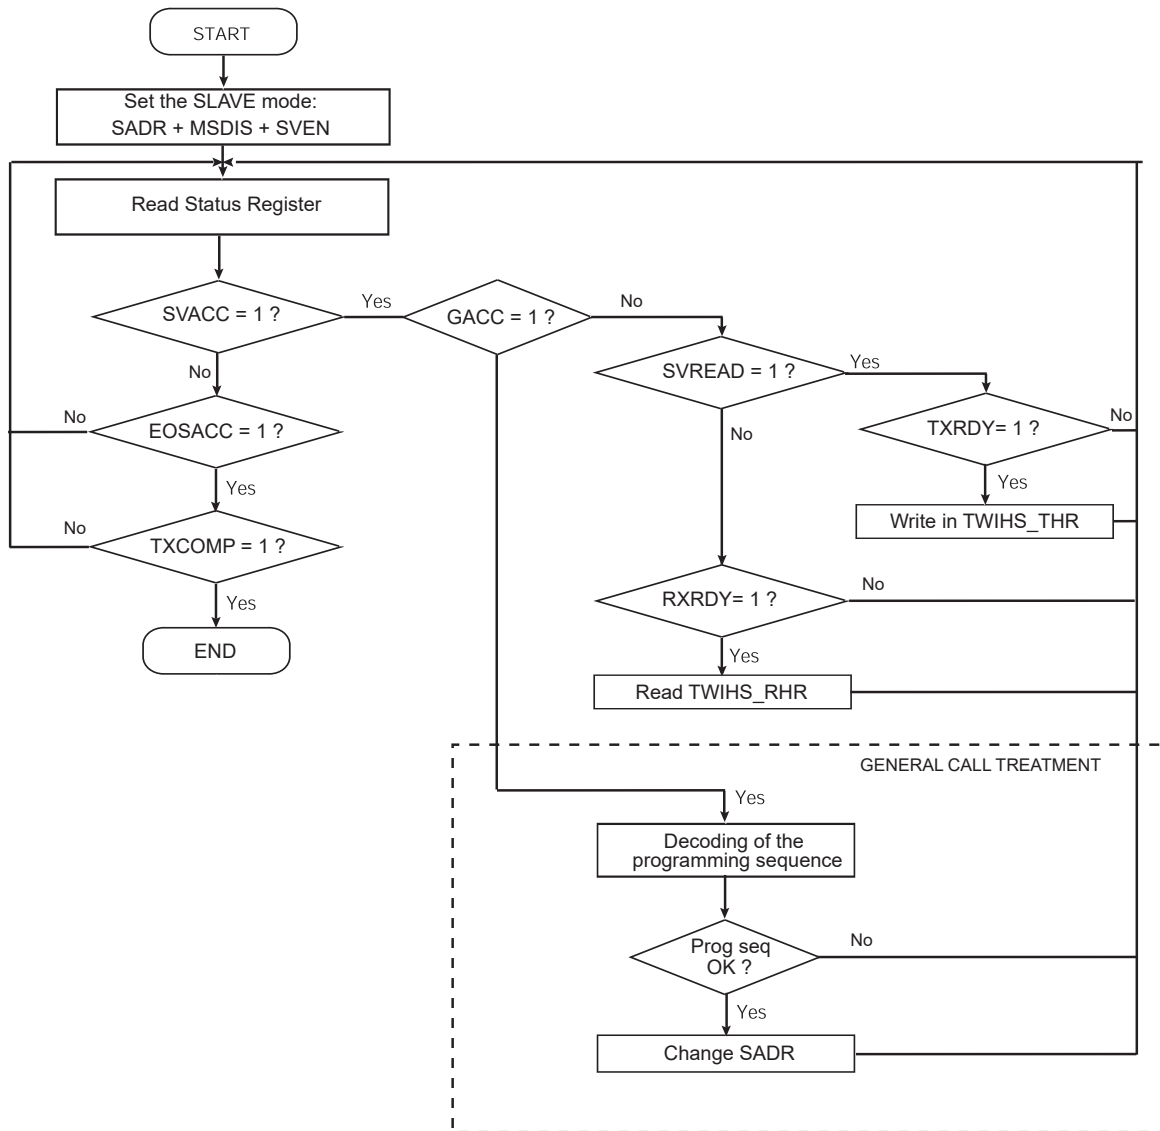 START
Set the SLAVE mode:
SADR + MSDIS + SVEN
Read Status Register
SVACC = 1 ?
Yes
GACC = 1 ?
No
SVREAD = 1 ?
Yes
No
No
EOSACC = 1 ?
TXRDY= 1 ?
No
No
Yes
Yes
Write in TWIHS_THR
No
TXCOMP = 1 ?
RXRDY= 1 ?
No
Yes
END
Yes
Read TWIHS_RHR
GENERAL CALL TREATMENT
Yes
Decoding of the
programming sequence
Prog seq
OK ?
No
Yes
Change SADR